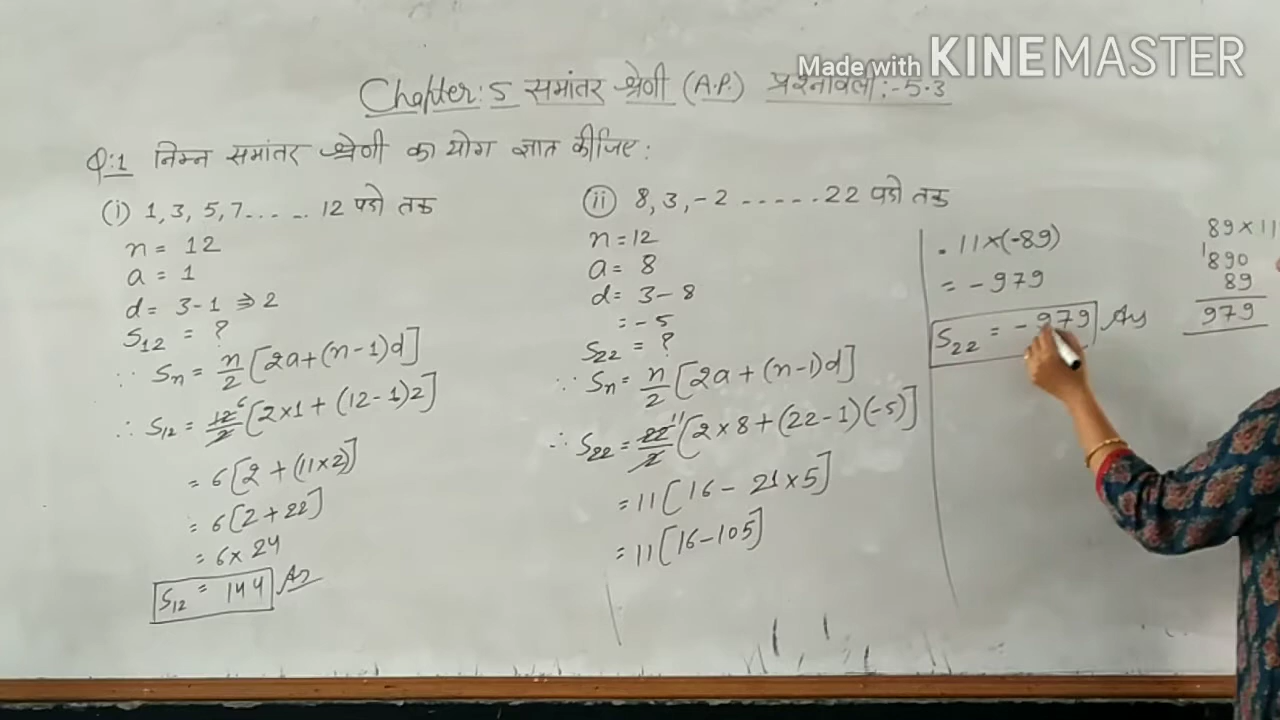 Made with KINEMASTER
Chapter: 5 समांतर श्रेणी (A.P.) प्रश्नावली:-5.3
Q:1 निम्न समांतर श्रेणी का योग ज्ञात कीजिए:
(i) 1, 3, 5, 7...... 12 पदो तक
n = 12
a = 1
d = 3-1 ⇒ 2
S12 = ?
∵ Sn = n/2 [2a+(n-1)d]
∴ S12 = 12/2 6 [2×1+(12-1)2]
= 6[2+(11×2)]
= 6[2+22]
= 6×24
S12 = 144 Ans
(ii) 8, 3, -2 ------22 पदो तक
n=12
a= 8
d= 3-8
= -5
S22 = ?
∵ Sn= n/2 [2a+(n-1)d]
∴ S22 = 22/2 11 [2×8+(22-1)(-5)]
=11[16-21×5]
=11[16-105]
= 11×(-89)
= -979
S22 = -979 Ans
89×11
1
890
89
979